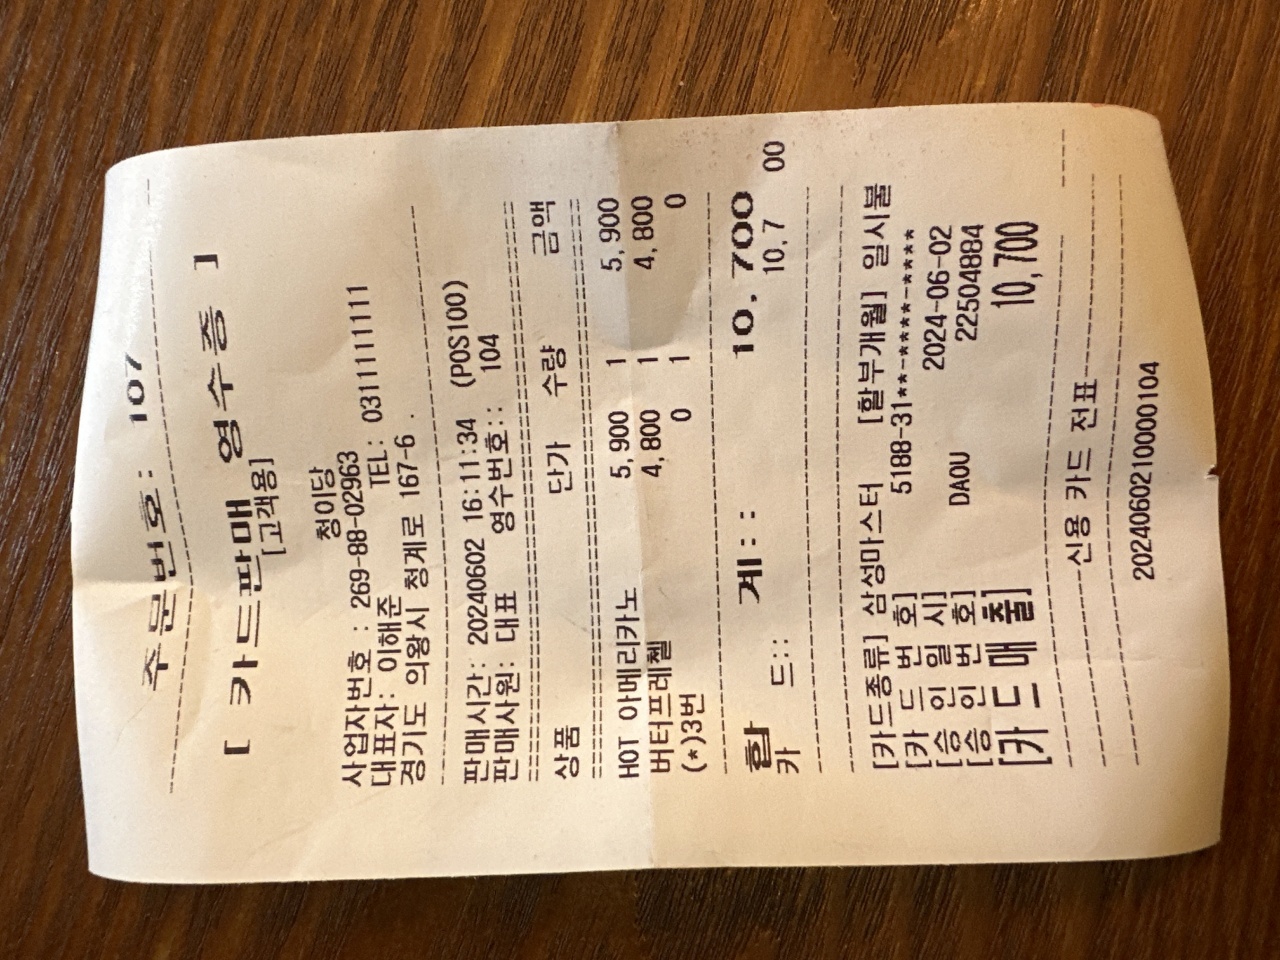 주문번호: 107
[ 카드판매 영수증 ]
[고객용]
청이당
사업자번호 : 269-88-02963
대표자: 이해준 TEL: 03111111111
경기도 의왕시 청계로 167-6 .
판매시간: 20240602 16:11:34 (POS100)
판매사원: 대표 영수번호:: 104
상품 단가 수량 금액
HOT 아메리카노 5,900 1 5,900
버터프레첼 4,800 1 4,800
(*)3번 0 1 0
합 계:: 10,700
카 드:: 10,7 00
[카드종류] 삼성마스터 [할부개월] 일시불
[카 드 번 호] 5188-31**-****-****
[승 인 일 시] 2024-06-02
[승 인 번 호] DAOU 22504884
[카 드 매 출] 10,700
신용 카드 전표
2024060210000104